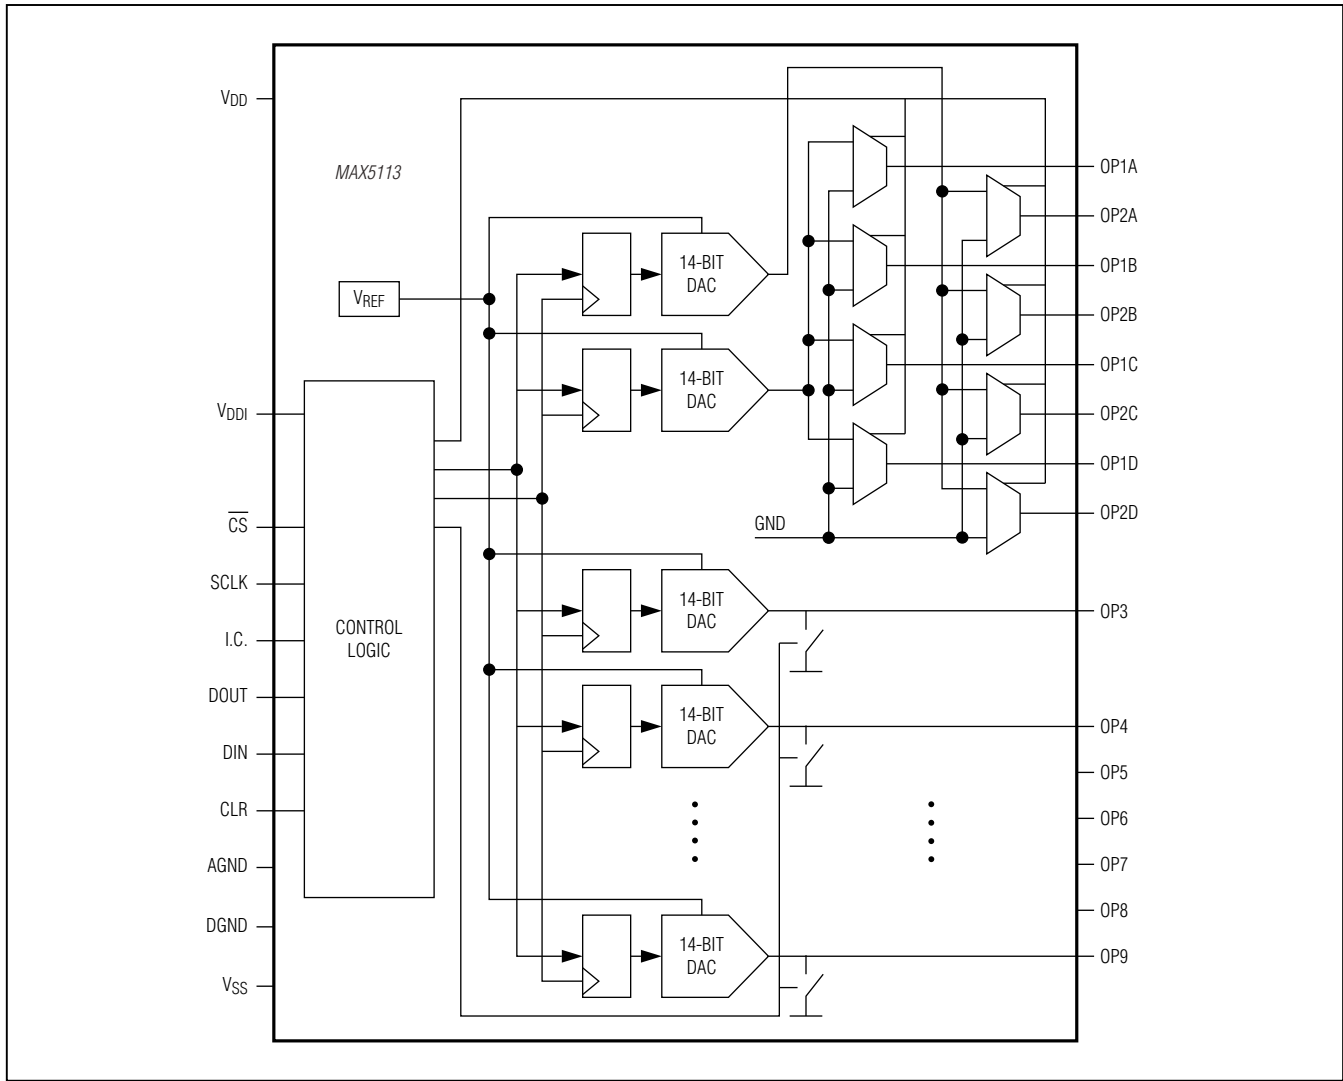 VDD
MAX5113
VREF
VDDI
CS
SCLK
I.C.
DOUT
DIN
CLR
AGND
DGND
VSS
CONTROL
LOGIC
14-BIT
DAC
14-BIT
DAC
14-BIT
DAC
14-BIT
DAC
14-BIT
DAC
GND
OP1A
OP2A
OP1B
OP2B
OP1C
OP2C
OP1D
OP2D
OP3
OP4
OP5
OP6
OP7
OP8
OP9